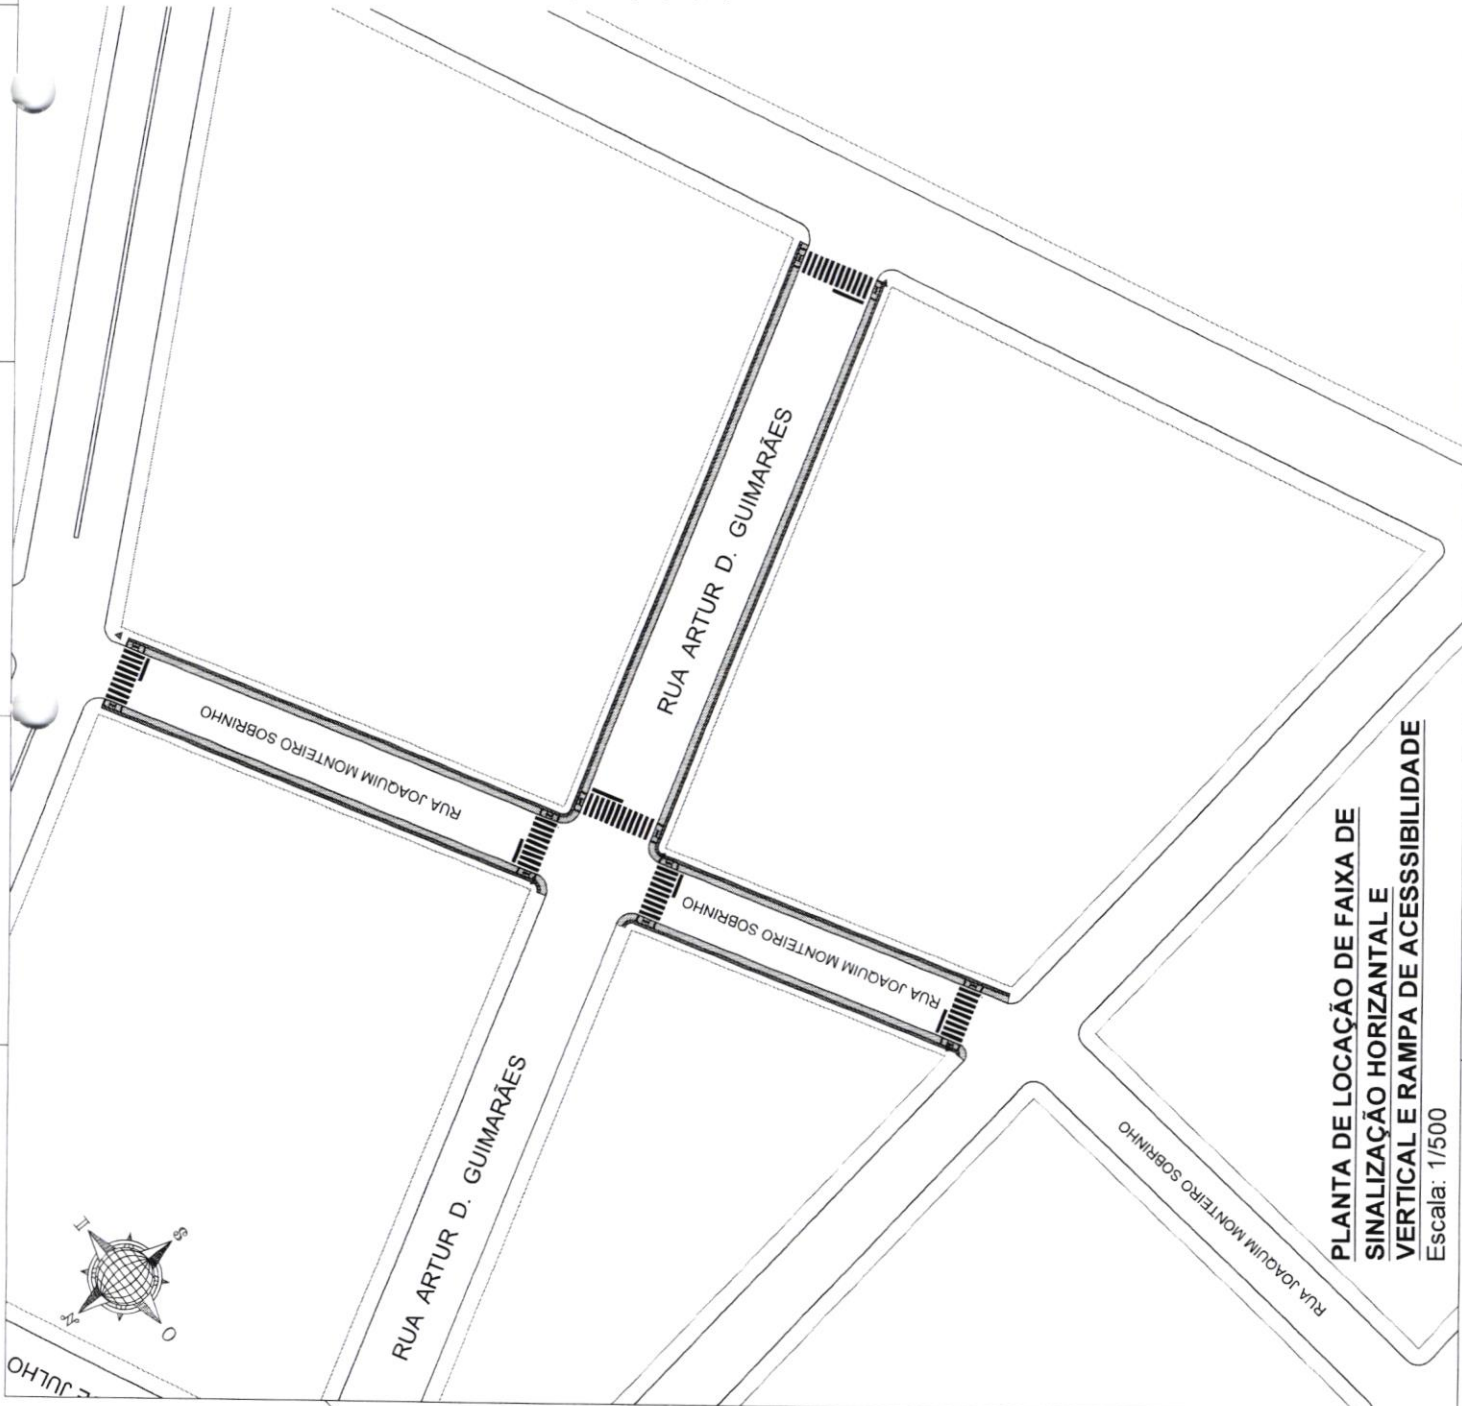 RUA ARTUR D. GUIMARÃES
RUA JOAQUIM MONTEIRO SOBRINHO
RUA JOAQUIM MONTEIRO SOBRINHO
RUA ARTUR D. GUIMARÃES
RUA JOAQUIM MONTEIRO SOBRINHO
JULHO
N
S
O
PLANTA DE LOCAÇÃO DE FAIXA DE
SINALIZAÇÃO HORIZANTAL E
VERTICAL E RAMPA DE ACESSSIBILIDADE
Escala: 1/500